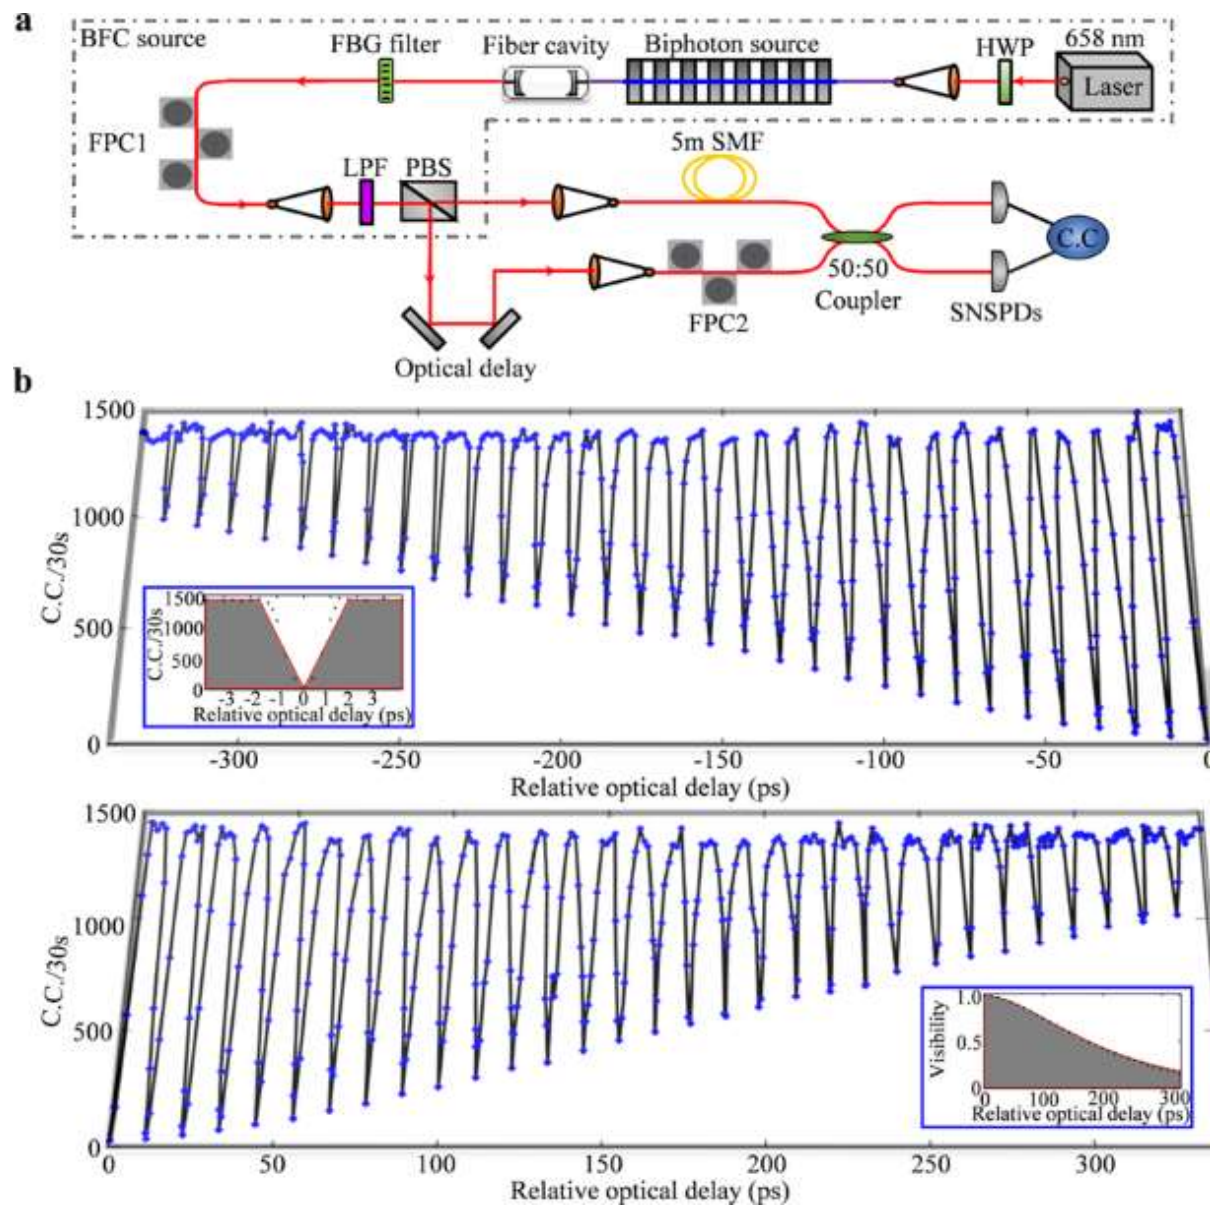 a
BFC source
FBG filter
Fiber cavity
Biphoton source
HWP
658 nm
Laser
FPC1
LPF
PBS
5m SMF
C.C
50:50
Coupler
FPC2
SNSPDs
Optical delay
b
1500
1000
500
0
C.C./30s
-300
-250
-200
-150
-100
-50
0
Relative optical delay (ps)
1500
1000
500
0
C.C./30s
-3
-2
-1
0
1
2
3
Relative optical delay (ps)
1500
1000
500
0
C.C./30s
0
50
100
150
200
250
300
Relative optical delay (ps)
1.0
0.5
0
Visibility
0
100
200
300
Relative optical delay (ps)